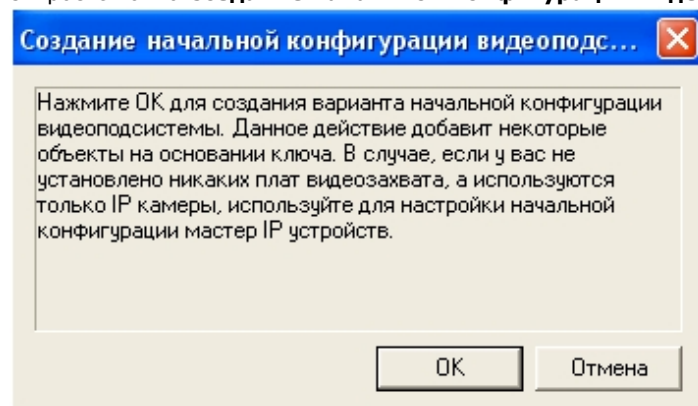 Создание начальной конфигурации видеоподс...
Нажмите ОК для создания варианта начальной конфигурации
видеоподсистемы. Данное действие добавит некоторые
объекты на основании ключа. В случае, если у вас не
установлено никаких плат видеозахвата, а используются
только IP камеры, используйте для настройки начальной
конфигурации мастер IP устройств.
ОК
Отмена